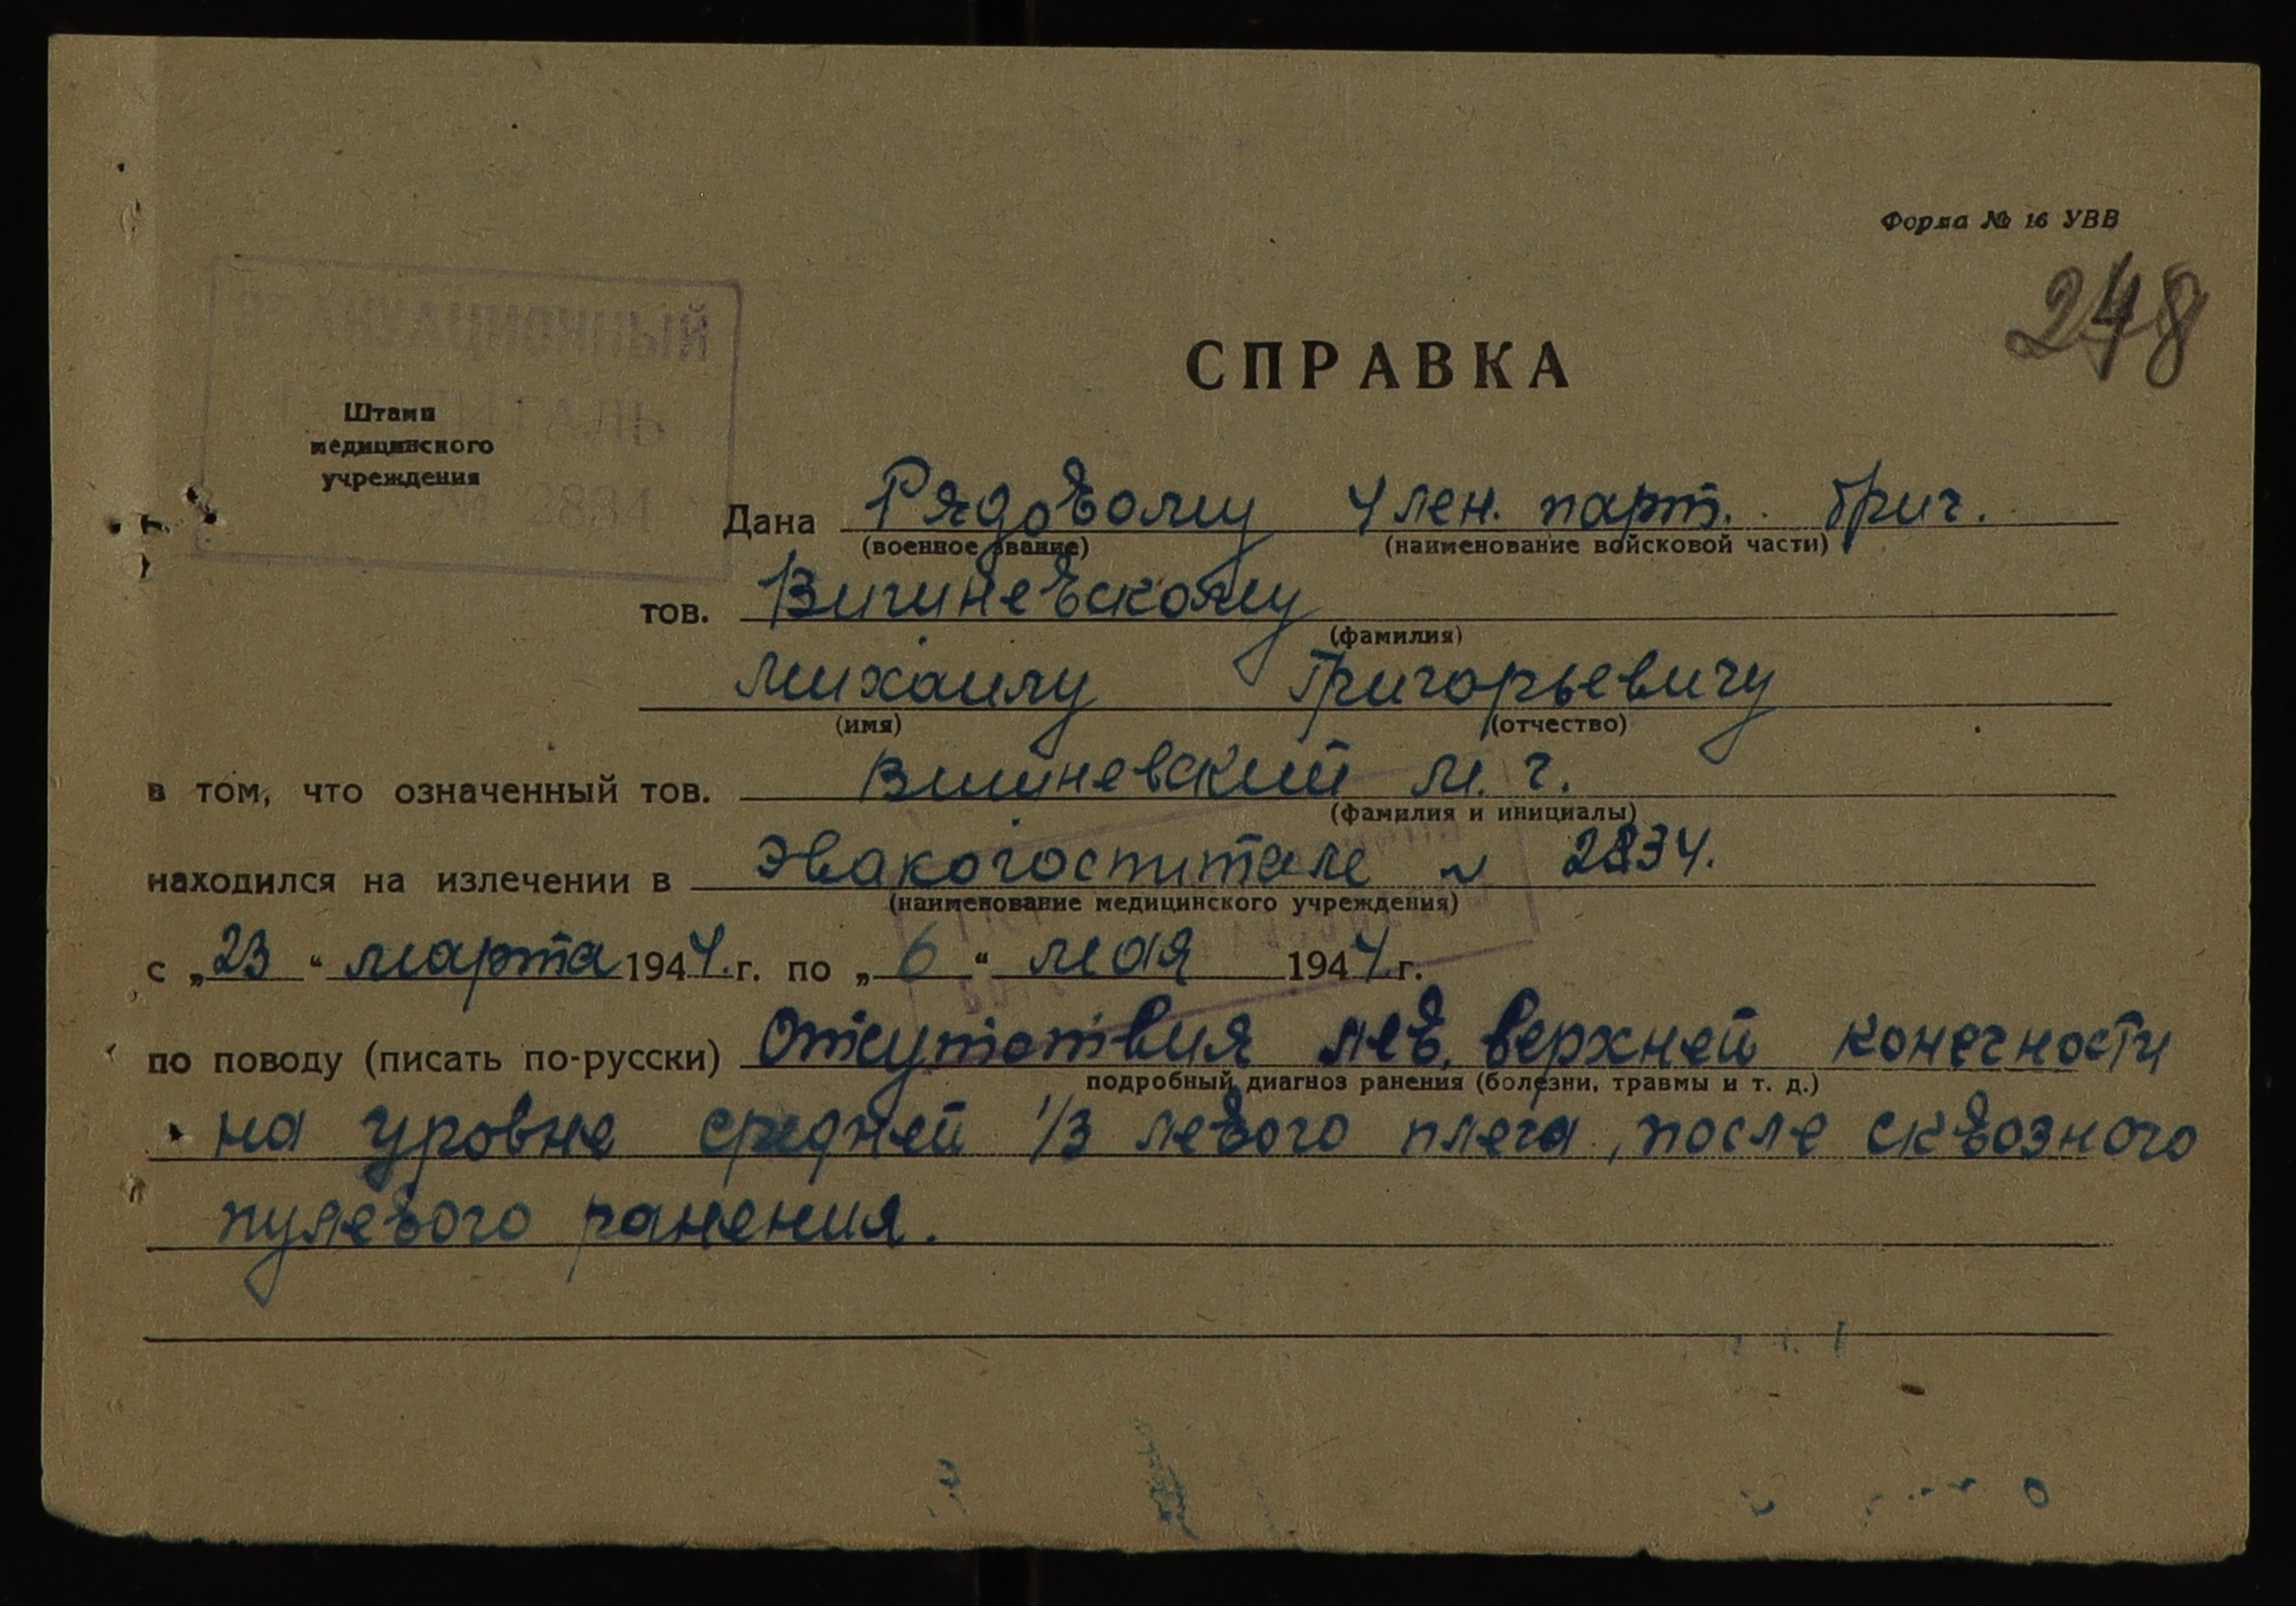 Форма № 16 УВВ
248
СПРАВКА
ЭВАКУАЦИОННЫЙ
ГОСПИТАЛЬ
№ 2834
Штамп
медицинского
учреждения
Дана Рядовому Член. парт. бриг.
(военное звание) (наименование войсковой части)
тов. Вишневскому
(фамилия)
Михаилу Григорьевичу
(имя) (отчество)
в том, что означенный тов. Вишневский М. Г.
(фамилия и инициалы)
находился на излечении в Эвакогоспитале № 2834.
(наименование медицинского учреждения)
с „23“ марта 1944.г. по „6“ мая 1944г.
по поводу (писать по-русски) Отсутствия лев. верхней конечности
подробный диагноз ранения (болезни, травмы и т. д.)
на уровне средней 1/3 левого плеча, после сквозного
пулевого ранения.